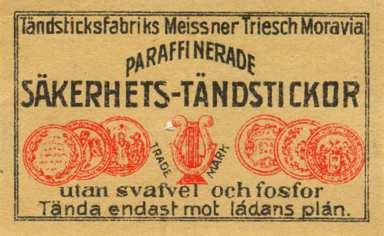 Tändsticksfabriks Meissner Triesch Moravia
PARAFFINERADE
SÄKERHETS-TÄNDSTICKOR
TRADE MARK
utan svafvel och fosfor
Tända endast mot lådans plån.